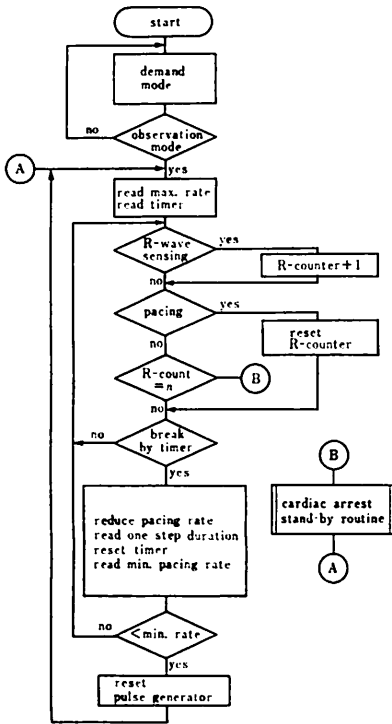 start
demand
mode
no
observation
mode
A
yes
read max. rate
read timer
R-wave
sensing
yes
R-counter+1
no
pacing
yes
reset
R-counter
no
R-count
=n
B
no
no
break
by timer
yes
reduce pacing rate
read one step duration
reset timer
read min. pacing rate
B
cardiac arrest
stand-by routine
A
no
<min. rate
yes
reset
pulse generator